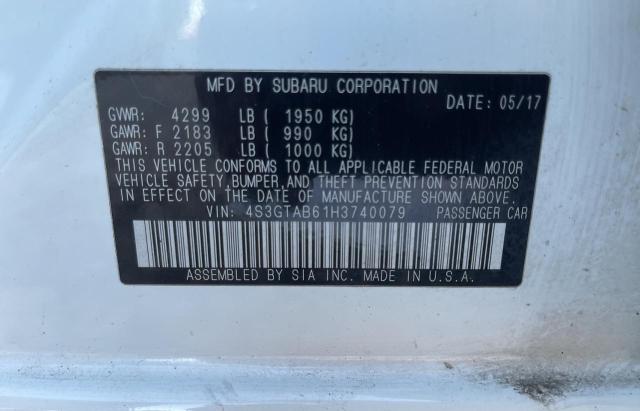 MFD BY SUBARU CORPORATION
DATE: 05/17
GVWR: 4299 LB ( 1950 KG)
GAWR: F 2183 LB ( 990 KG)
GAWR: R 2205 LB ( 1000 KG)
THIS VEHICLE CONFORMS TO ALL APPLICABLE FEDERAL MOTOR
VEHICLE SAFETY, BUMPER, AND THEFT PREVENTION STANDARDS
IN EFFECT ON THE DATE OF MANUFACTURE SHOWN ABOVE.
VIN: 4S3GTAB61H3740079 PASSENGER CAR
ASSEMBLED BY SIA INC. MADE IN U.S.A.